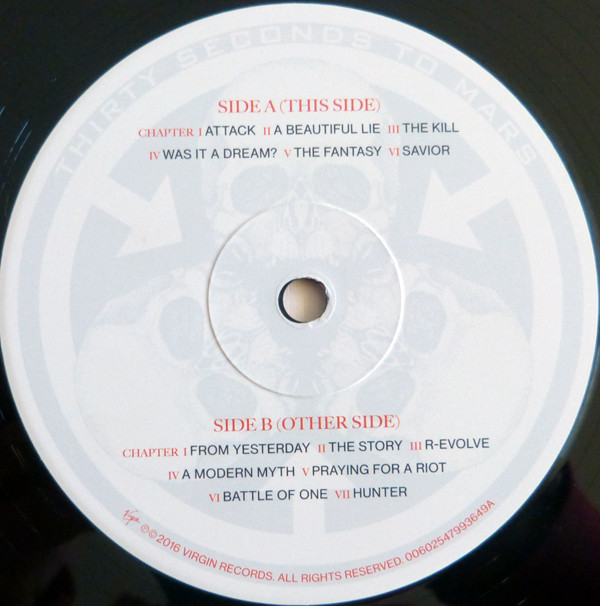 THIRTY SECONDS TO MARS
SIDE A (THIS SIDE)
CHAPTER I ATTACK II A BEAUTIFUL LIE III THE KILL
IV WAS IT A DREAM? V THE FANTASY VI SAVIOR
SIDE B (OTHER SIDE)
CHAPTER I FROM YESTERDAY II THE STORY III R-EVOLVE
IV A MODERN MYTH V PRAYING FOR A RIOT
VI BATTLE OF ONE VII HUNTER
Virgin ℗ © 2016 VIRGIN RECORDS. ALL RIGHTS RESERVED. 00602547993649A